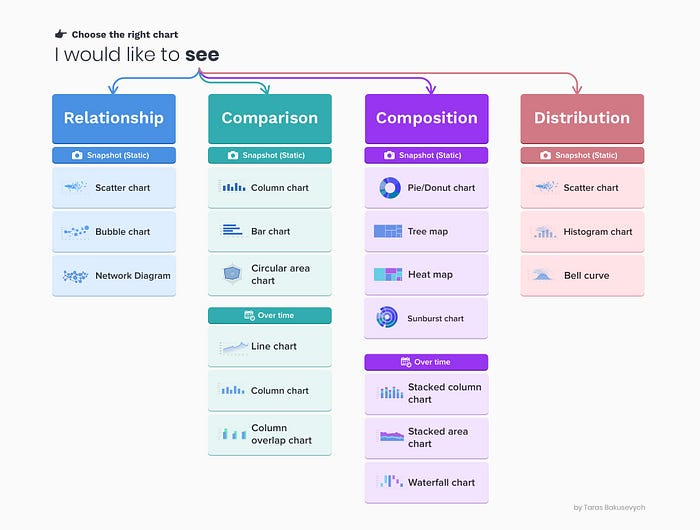 Choose the right chart
I would like to see
Relationship
Snapshot (Static)
Scatter chart
Bubble chart
Network Diagram
Comparison
Snapshot (Static)
Column chart
Bar chart
Circular area
chart
Over time
Line chart
Column chart
Column
overlap chart
Composition
Snapshot (Static)
Pie/Donut chart
Tree map
Heat map
Sunburst chart
Over time
Stacked column
chart
Stacked area
chart
Waterfall chart
Distribution
Snapshot (Static)
Scatter chart
Histogram chart
Bell curve
by Taras Bakusevych